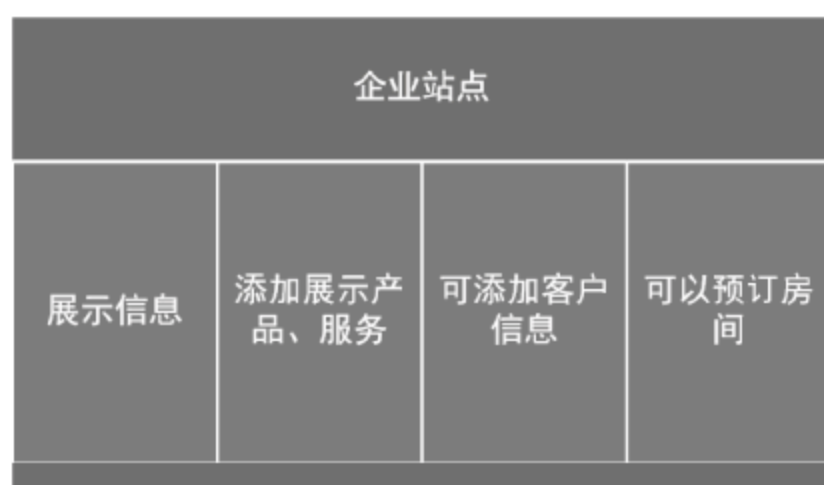 企业站点
展示信息
添加展示产
品、服务
可添加客户
信息
可以预订房
间